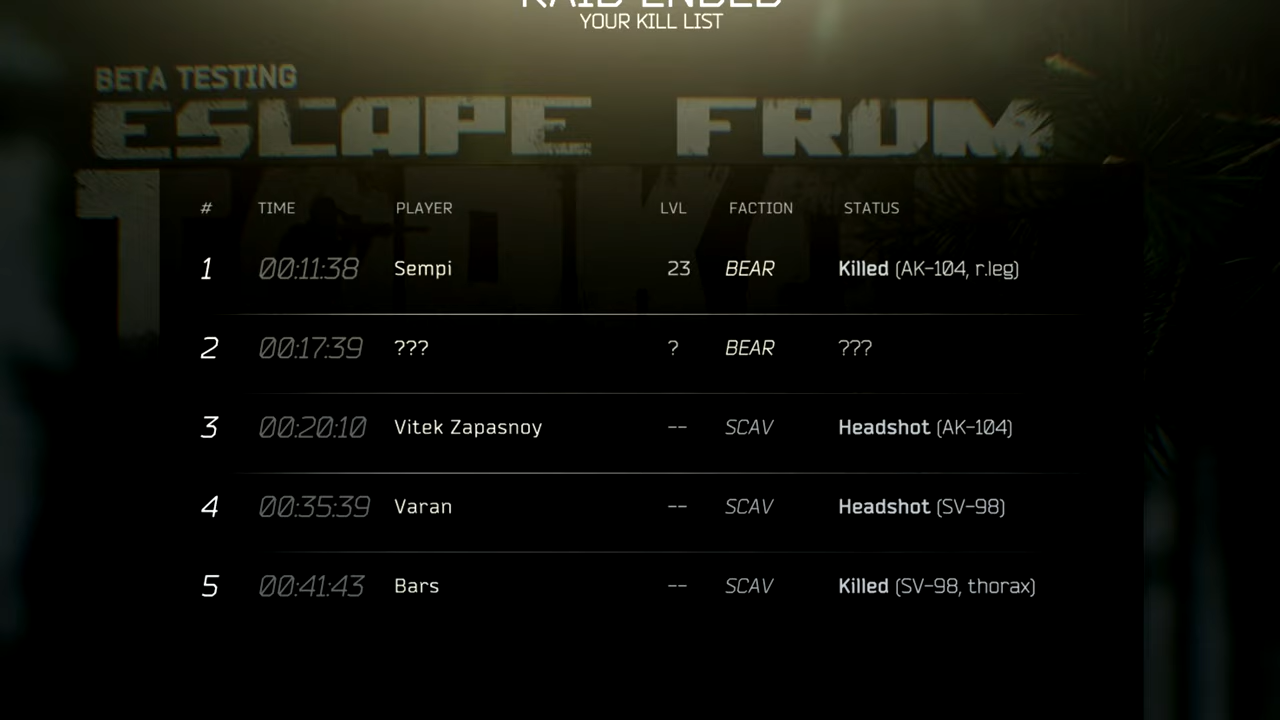 RAID ENDED
YOUR KILL LIST
BETA TESTING
ESCAPE FROM
# TIME PLAYER LVL FACTION STATUS
1 00:11:38 Sempi 23 BEAR Killed (AK-104, r.leg)
2 00:17:39 ??? ? BEAR ???
3 00:20:10 Vitek Zapasnoy -- SCAV Headshot (AK-104)
4 00:35:39 Varan -- SCAV Headshot (SV-98)
5 00:41:43 Bars -- SCAV Killed (SV-98, thorax)